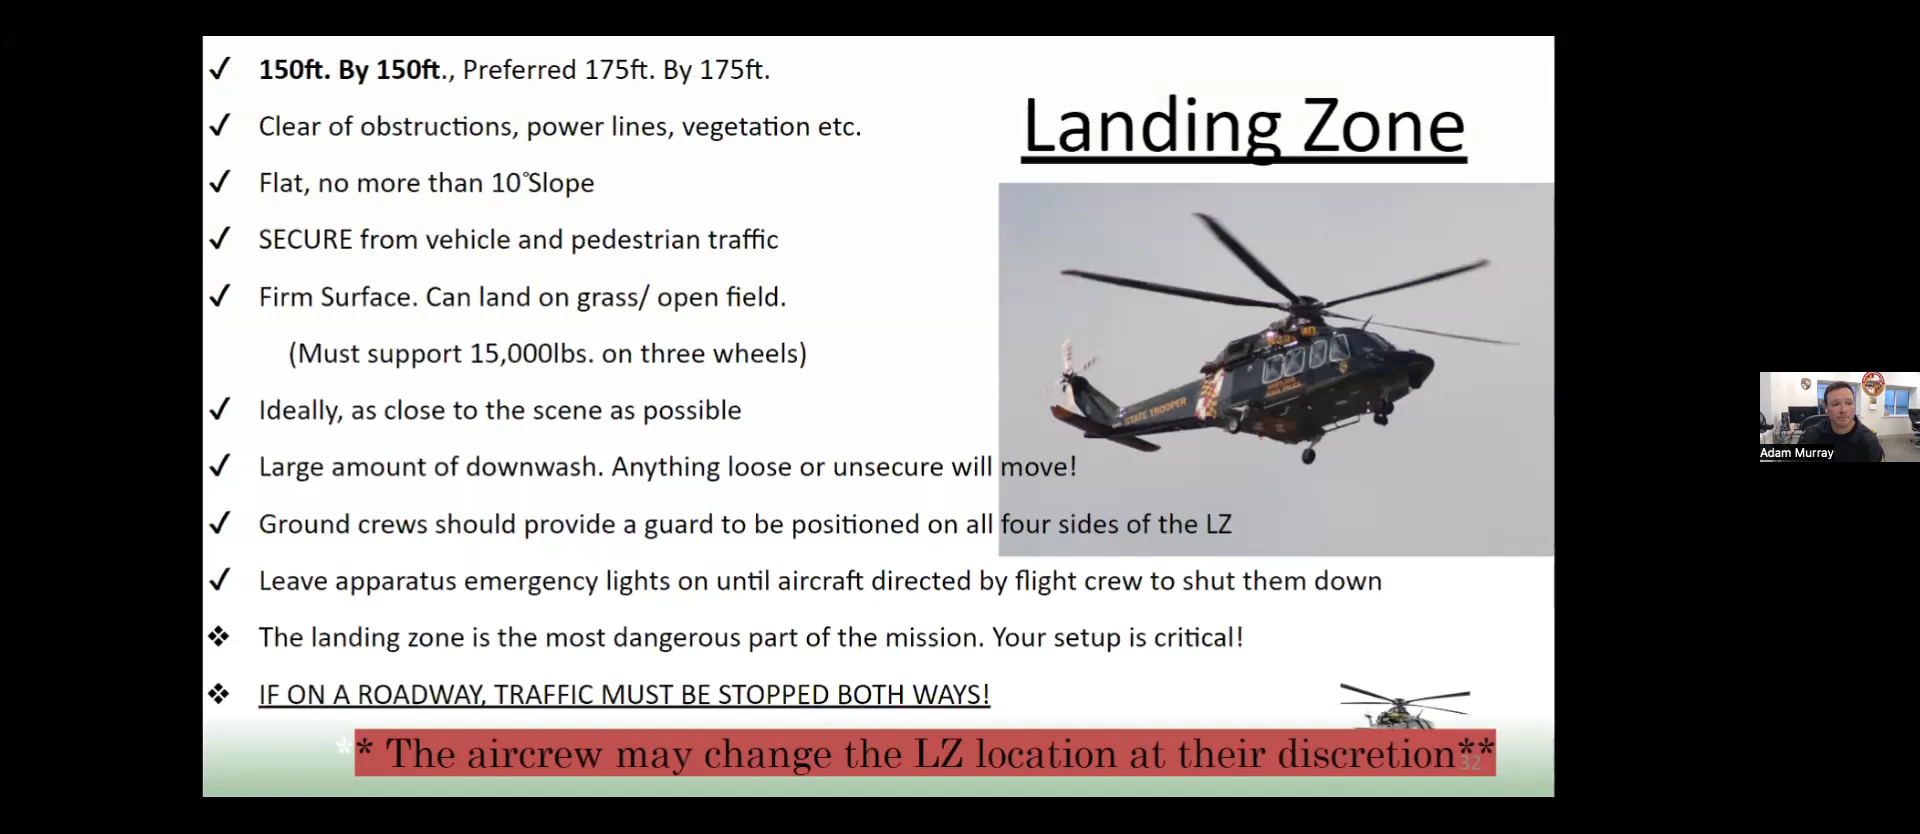 ✓ 150ft. By 150ft., Preferred 175ft. By 175ft.
✓ Clear of obstructions, power lines, vegetation etc.
✓ Flat, no more than 10°Slope
✓ SECURE from vehicle and pedestrian traffic
✓ Firm Surface. Can land on grass/ open field.
(Must support 15,000lbs. on three wheels)
✓ Ideally, as close to the scene as possible
✓ Large amount of downwash. Anything loose or unsecure will move!
✓ Ground crews should provide a guard to be positioned on all four sides of the LZ
✓ Leave apparatus emergency lights on until aircraft directed by flight crew to shut them down
❖ The landing zone is the most dangerous part of the mission. Your setup is critical!
❖ IF ON A ROADWAY, TRAFFIC MUST BE STOPPED BOTH WAYS!
** The aircrew may change the LZ location at their discretion**
32
Landing Zone
STATE TROOPER
Adam Murray